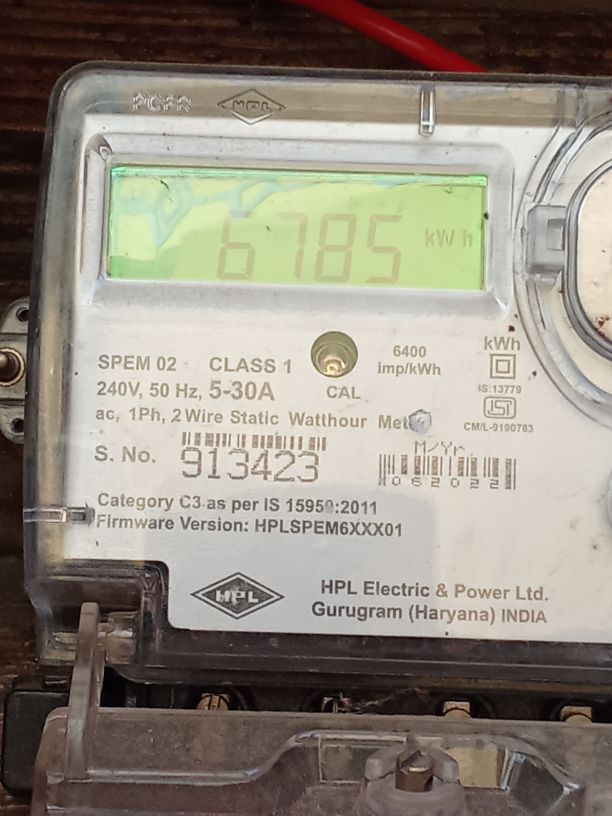 PCFR HPL
6785 kWh
kWh
SPEM 02 CLASS 1
6400
imp/kWh
240V, 50 Hz, 5-30A
CAL
IS:13779
ISI
ac, 1Ph, 2 Wire Static Watthour Meter
CM/L-9190783
M/Yr.
S. No. 913423
062022
Category C3 as per IS 15959:2011
Firmware Version: HPLSPEM6XXX01
HPL
HPL Electric & Power Ltd.
Gurugram (Haryana) INDIA